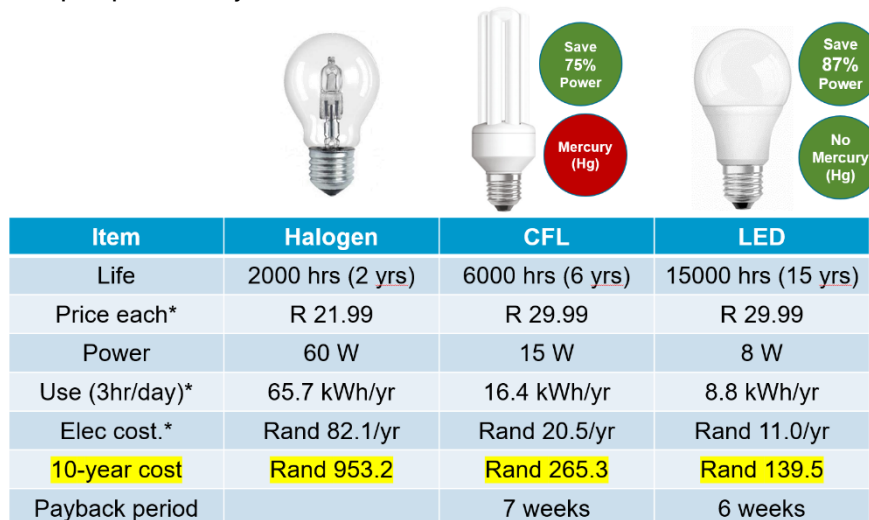 Save
75%
Power
Mercury
(Hg)
Save
87%
Power
No
Mercury
(Hg)
Item Halogen CFL LED
Life 2000 hrs (2 yrs) 6000 hrs (6 yrs) 15000 hrs (15 yrs)
Price each* R 21.99 R 29.99 R 29.99
Power 60 W 15 W 8 W
Use (3hr/day)* 65.7 kWh/yr 16.4 kWh/yr 8.8 kWh/yr
Elec cost.* Rand 82.1/yr Rand 20.5/yr Rand 11.0/yr
10-year cost Rand 953.2 Rand 265.3 Rand 139.5
Payback period 7 weeks 6 weeks